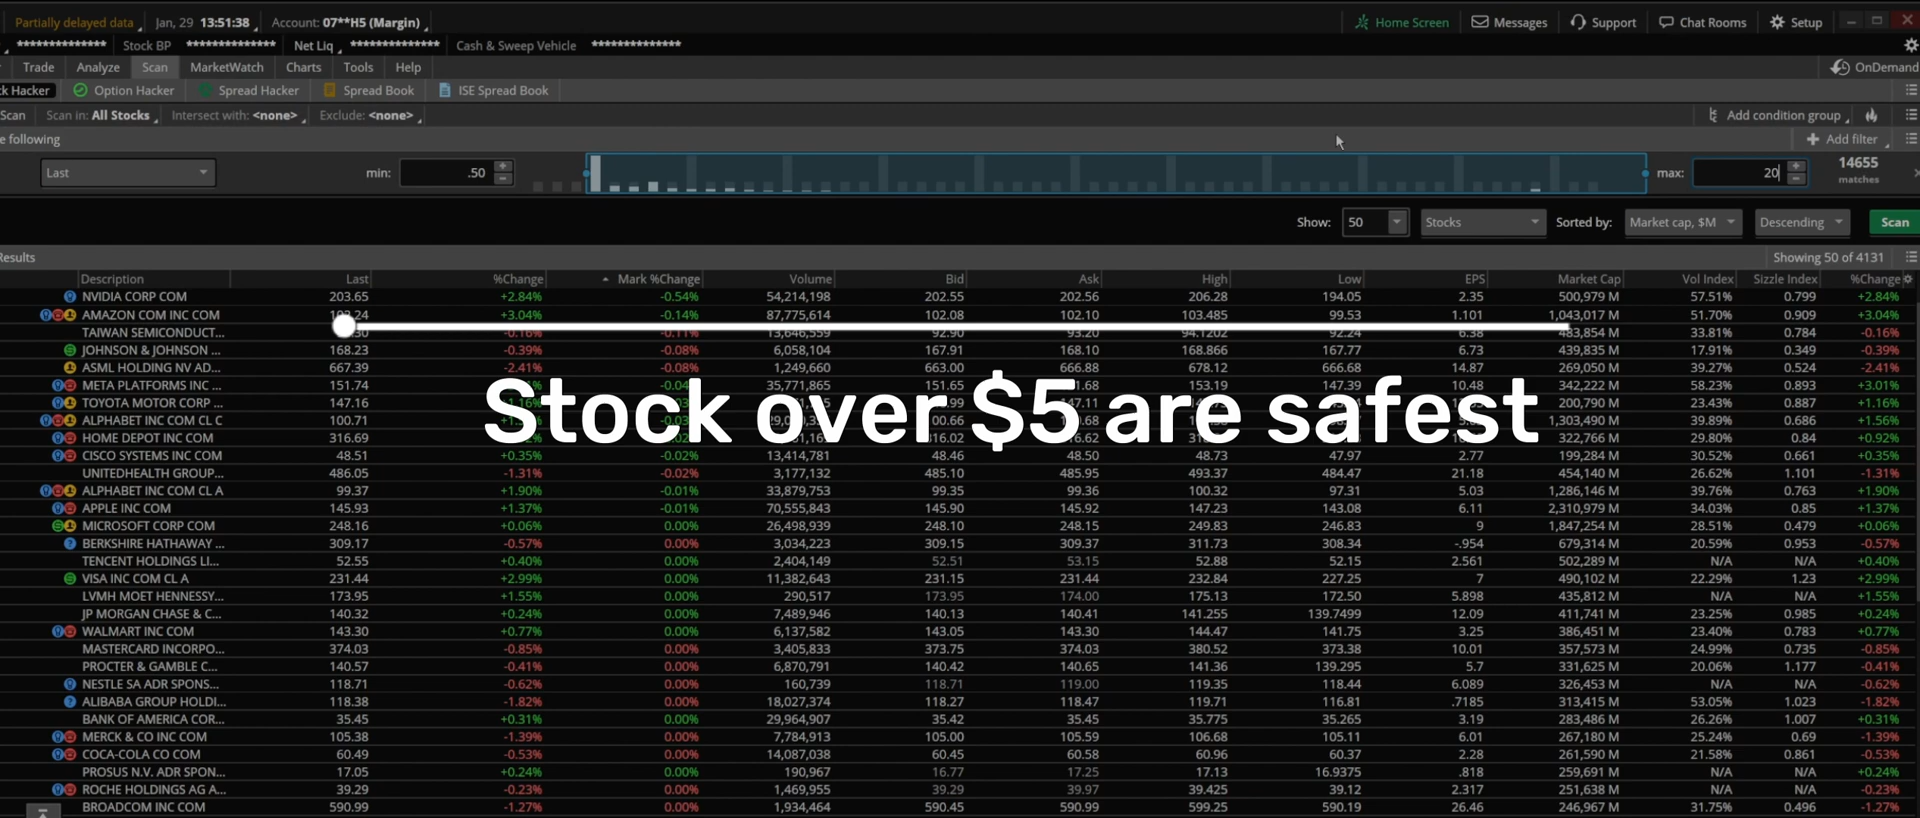 Partially delayed data Jan, 29 13:51:38 Account: 07**H5 (Margin) Home Screen Messages Support Chat Rooms Setup
************** Stock BP ************** Net Liq ************** Cash & Sweep Vehicle **************
Trade Analyze Scan MarketWatch Charts Tools Help OnDemand
ck Hacker Option Hacker Spread Hacker Spread Book ISE Spread Book
Scan Scan in: All Stocks Intersect with: <none> Exclude: <none> Add condition group
e following Add filter
Last min: .50 max: 20 14655
matches
Show: 50 Stocks Sorted by: Market cap, $M Descending Scan
Results Showing 50 of 4131
Description Last %Change Mark %Change Volume Bid Ask High Low EPS Market Cap Vol Index Sizzle Index %Change
NVIDIA CORP COM 203.65 +2.84% -0.54% 54,214,198 202.55 202.56 206.28 194.05 2.35 500,979 M 57.51% 0.799 +2.84%
AMAZON COM INC COM +3.04% -0.14% 87,775,614 102.08 102.10 103.485 99.53 1.101 1,043,017 M 51.70% 0.909 +3.04%
TAIWAN SEMICONDUCT... -0.16% -0.11% 13,646,559 92.90 93.20 94.1202 92.24 6.38 483,854 M 33.81% 0.784 -0.16%
JOHNSON & JOHNSON ... 168.23 -0.39% -0.08% 6,058,104 167.91 168.10 168.866 167.77 6.73 439,835 M 17.91% 0.349 -0.39%
ASML HOLDING NV AD... 667.39 -2.41% -0.08% 1,249,660 663.00 666.88 678.12 666.68 14.87 269,050 M 39.27% 0.524 -2.41%
META PLATFORMS INC ... 151.74 35,771,865 151.65 153.19 147.39 10.48 342,222 M 58.23% 0.893 +3.01%
TOYOTA MOTOR CORP ... 147.16 200,790 M 23.43% 0.887 +1.16%
ALPHABET INC COM CL C 100.71 1,303,490 M 39.89% 0.686 +1.56%
Stock over $5 are safest
HOME DEPOT INC COM 316.69 322,766 M 29.80% 0.84 +0.92%
CISCO SYSTEMS INC COM 48.51 +0.35% -0.02% 13,414,781 48.46 48.50 48.73 47.97 2.77 199,284 M 30.52% 0.661 +0.35%
UNITEDHEALTH GROUP... 486.05 -1.31% -0.02% 3,177,132 485.10 485.95 493.37 484.47 21.18 454,140 M 26.62% 1.101 -1.31%
ALPHABET INC COM CL A 99.37 +1.90% -0.01% 33,879,753 99.35 99.36 100.32 97.31 5.03 1,286,146 M 39.76% 0.763 +1.90%
APPLE INC COM 145.93 +1.37% -0.01% 70,555,843 145.90 145.92 147.23 143.08 6.11 2,310,979 M 34.03% 0.85 +1.37%
MICROSOFT CORP COM 248.16 +0.06% 0.00% 26,498,939 248.10 248.15 249.83 246.83 9 1,847,254 M 28.51% 0.479 +0.06%
BERKSHIRE HATHAWAY ... 309.17 -0.57% 0.00% 3,034,223 309.15 309.37 311.73 308.34 -.954 679,314 M 20.59% 0.953 -0.57%
TENCENT HOLDINGS LI... 52.55 +0.40% 0.00% 2,404,149 52.51 53.15 52.88 52.15 2.561 502,289 M N/A N/A +0.40%
VISA INC COM CL A 231.44 +2.99% 0.00% 11,382,643 231.15 231.44 232.84 227.25 7 490,102 M 22.29% 1.23 +2.99%
LVMH MOET HENNESSY... 173.95 +1.55% 0.00% 290,517 173.95 174.00 175.13 172.50 5.898 435,812 M N/A N/A +1.55%
JP MORGAN CHASE & C... 140.32 +0.24% 0.00% 7,489,946 140.13 140.41 141.255 139.7499 12.09 411,741 M 23.25% 0.985 +0.24%
WALMART INC COM 143.30 +0.77% 0.00% 6,137,582 143.05 143.30 144.47 141.75 3.25 386,451 M 23.40% 0.783 +0.77%
MASTERCARD INCORPO... 374.03 -0.85% 0.00% 3,405,833 373.75 374.03 380.52 373.38 10.01 357,573 M 24.99% 0.735 -0.85%
PROCTER & GAMBLE C... 140.57 -0.41% 0.00% 6,870,791 140.42 140.65 141.36 139.295 5.7 331,625 M 20.06% 1.177 -0.41%
NESTLE SA ADR SPONS... 118.71 -0.62% 0.00% 160,739 118.71 119.00 119.35 118.44 6.089 326,453 M N/A N/A -0.62%
ALIBABA GROUP HOLDI... 118.38 -1.82% 0.00% 18,027,374 118.27 118.47 119.71 116.81 .7185 313,415 M 53.05% 1.023 -1.82%
BANK OF AMERICA COR... 35.45 +0.31% 0.00% 29,964,907 35.42 35.45 35.775 35.265 3.19 283,486 M 26.26% 1.007 +0.31%
MERCK & CO INC COM 105.38 -1.39% 0.00% 7,784,913 105.00 105.59 106.68 105.11 6.01 267,180 M 25.24% 0.69 -1.39%
COCA-COLA CO COM 60.49 -0.53% 0.00% 14,087,038 60.45 60.58 60.96 60.37 2.28 261,590 M 21.58% 0.861 -0.53%
PROSUS N.V. ADR SPON... 17.05 +0.24% 0.00% 190,967 16.77 17.25 17.13 16.9375 .818 259,691 M N/A N/A +0.24%
ROCHE HOLDINGS AG A... 39.29 -0.23% 0.00% 1,469,955 39.29 39.97 39.425 39.12 2.317 251,638 M N/A N/A -0.23%
BROADCOM INC COM 590.99 -1.27% 0.00% 1,934,464 590.45 590.99 599.25 590.19 26.46 246,967 M 31.75% 0.496 -1.27%